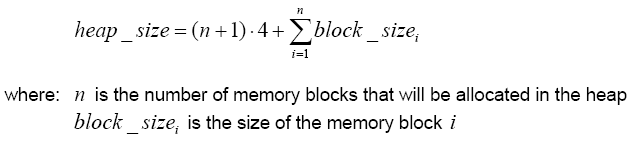 heap_size = (n+1)·4 + \sum_{i=1}^{n} block_size_i
where: n is the number of memory blocks that will be allocated in the heap
block_size_i is the size of the memory block i